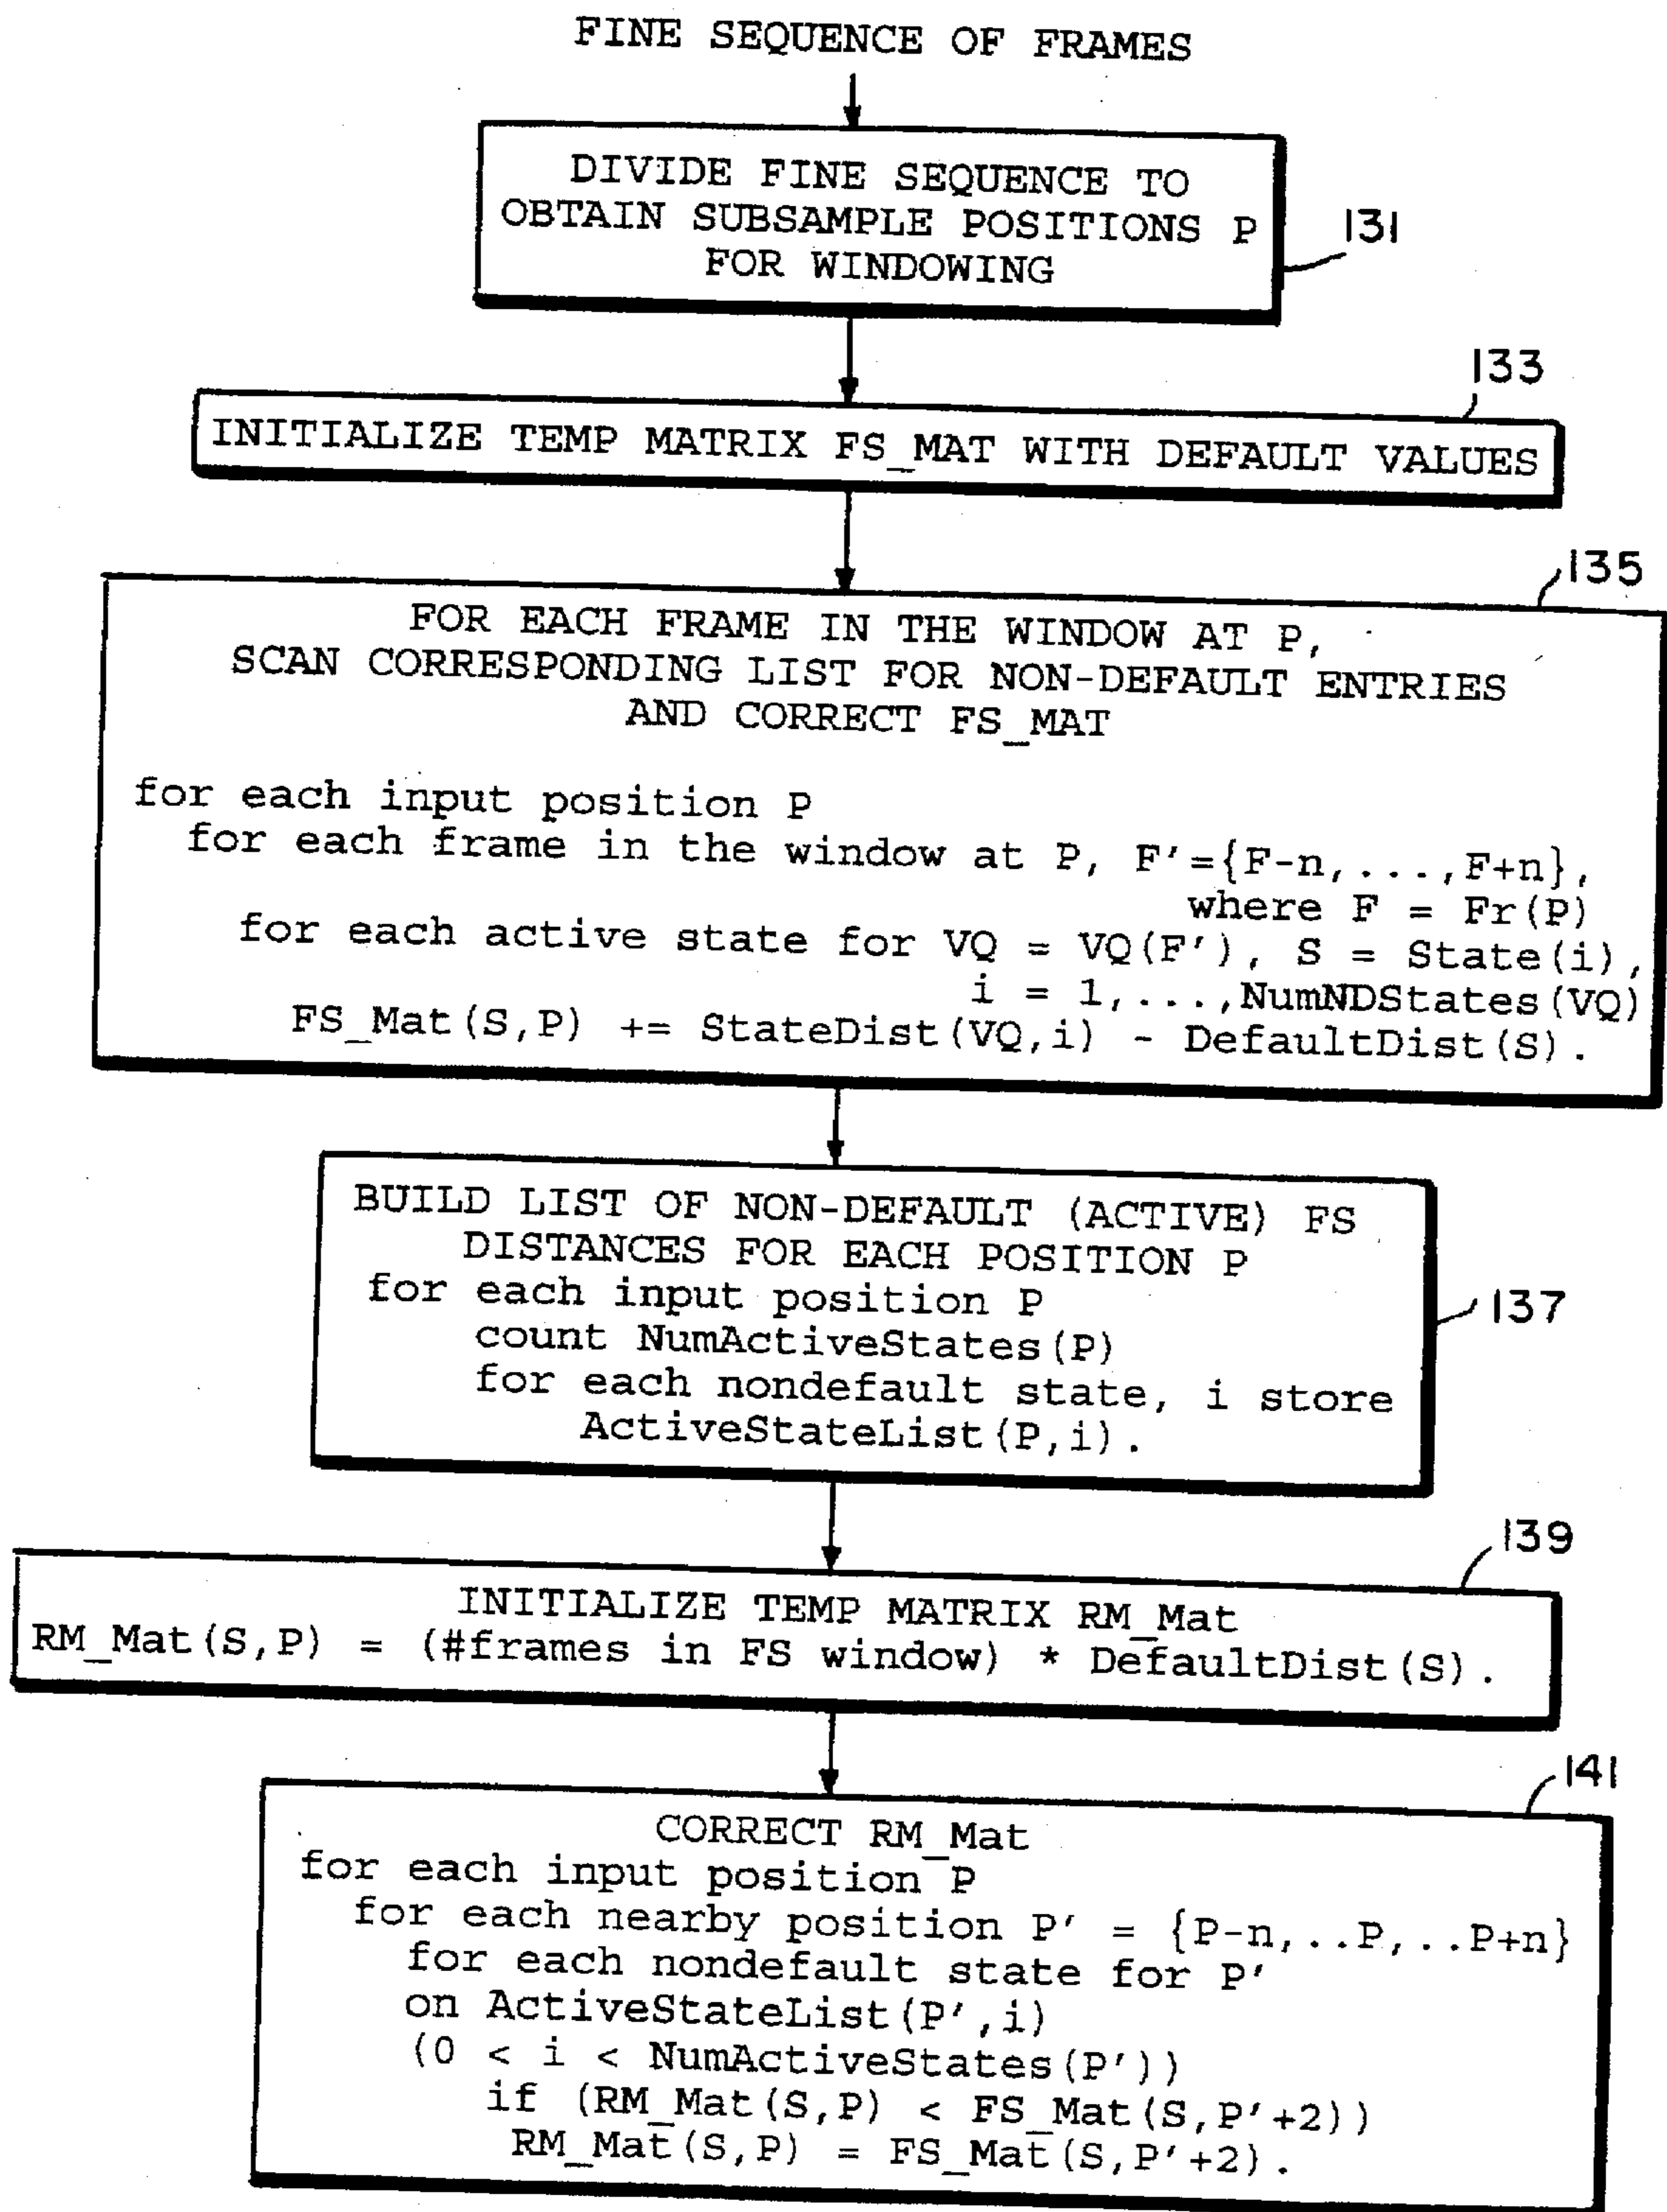 FINE SEQUENCE OF FRAMES
DIVIDE FINE SEQUENCE TO
OBTAIN SUBSAMPLE POSITIONS P
FOR WINDOWING
131
133
INITIALIZE TEMP MATRIX FS_MAT WITH DEFAULT VALUES
135
FOR EACH FRAME IN THE WINDOW AT P,
SCAN CORRESPONDING LIST FOR NON-DEFAULT ENTRIES
AND CORRECT FS_MAT
for each input position P
for each frame in the window at P, F'={F-n,...,F+n},
where F = Fr(P)
for each active state for VQ = VQ(F'), S = State(i),
i = 1,...,NumNDStates(VQ)
FS_Mat(S,P) += StateDist(VQ,i) - DefaultDist(S).
BUILD LIST OF NON-DEFAULT (ACTIVE) FS
DISTANCES FOR EACH POSITION P
for each input position P
count NumActiveStates(P)
for each nondefault state, i store
ActiveStateList(P,i).
137
139
INITIALIZE TEMP MATRIX RM_Mat
RM_Mat(S,P) = (#frames in FS window) * DefaultDist(S).
141
CORRECT RM_Mat
for each input position P
for each nearby position P' = {P-n,..P,..P+n}
for each nondefault state for P'
on ActiveStateList(P',i)
(0 < i < NumActiveStates(P'))
if (RM_Mat(S,P) < FS_Mat(S,P'+2))
RM_Mat(S,P) = FS_Mat(S,P'+2).